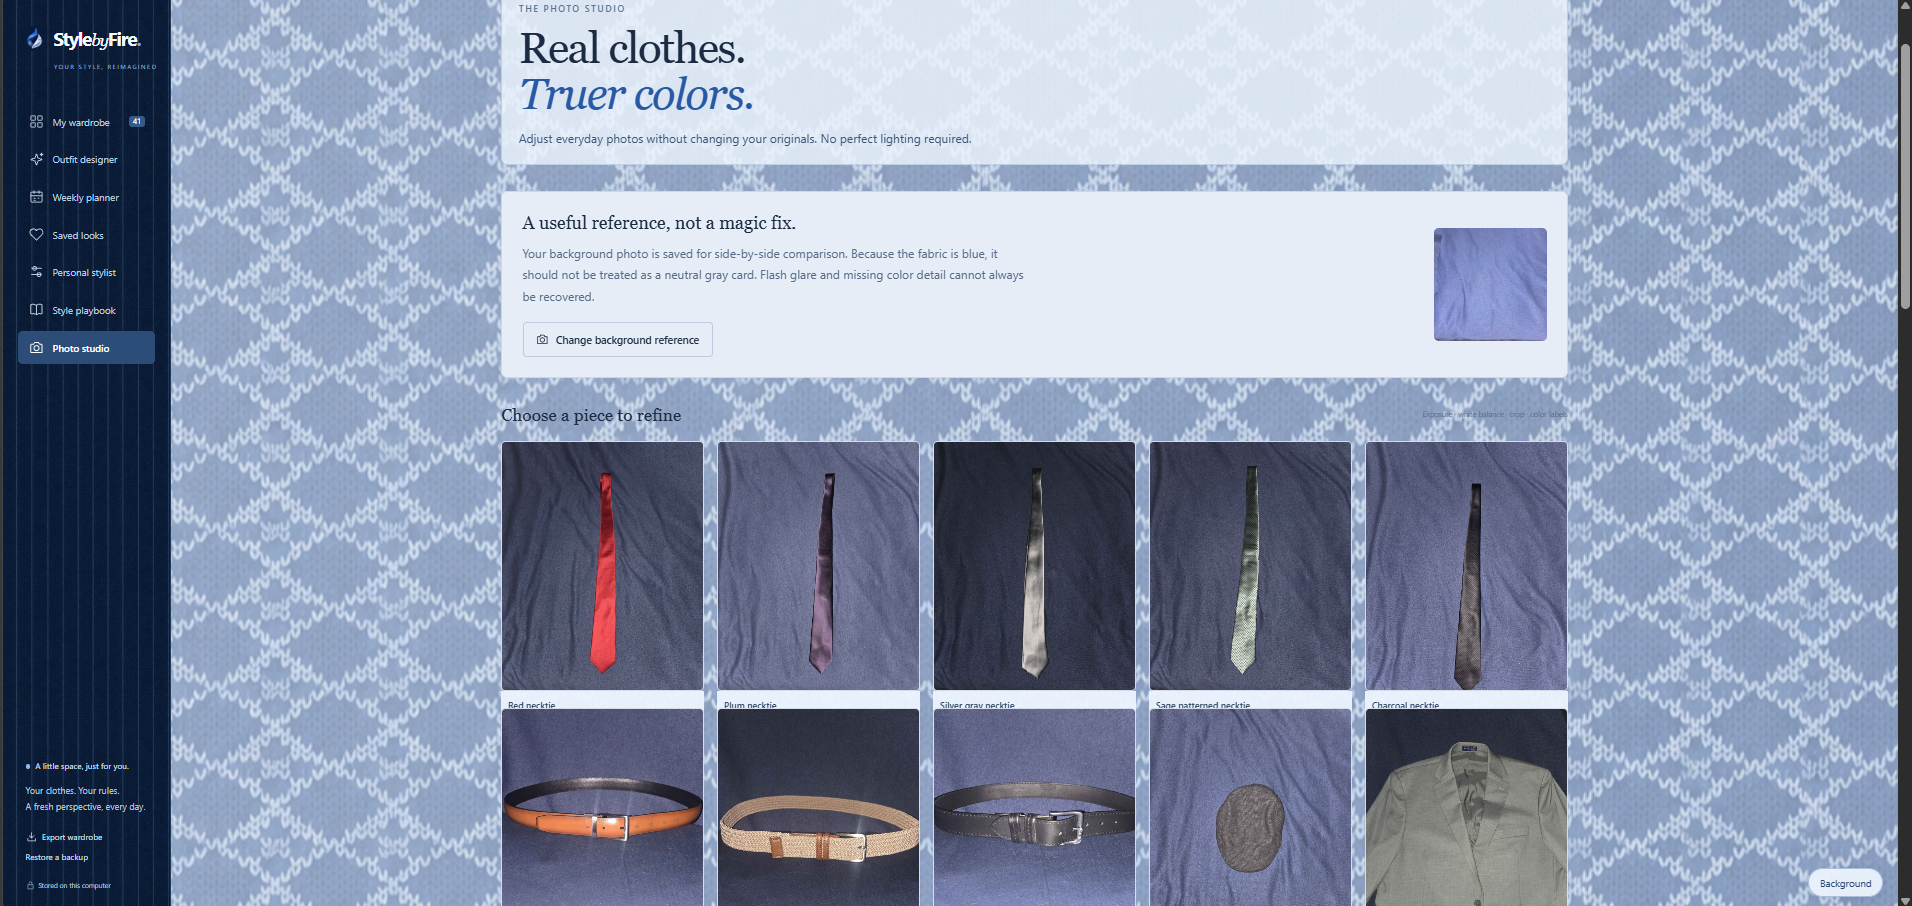 StylebyFire.
YOUR STYLE, REIMAGINED
My wardrobe 41
Outfit designer
Weekly planner
Saved looks
Personal stylist
Style playbook
Photo studio
A little space, just for you.
Your clothes. Your rules.
A fresh perspective, every day.
Export wardrobe
Restore a backup
Stored on this computer
THE PHOTO STUDIO
Real clothes.
Truer colors.
Adjust everyday photos without changing your originals. No perfect lighting required.
A useful reference, not a magic fix.
Your background photo is saved for side-by-side comparison. Because the fabric is blue, it
should not be treated as a neutral gray card. Flash glare and missing color detail cannot always
be recovered.
Change background reference
Choose a piece to refine
Exposure · white balance · crop · color labels
Red necktie
Plum necktie
Silver gray necktie
Sage patterned necktie
Charcoal necktie
Background